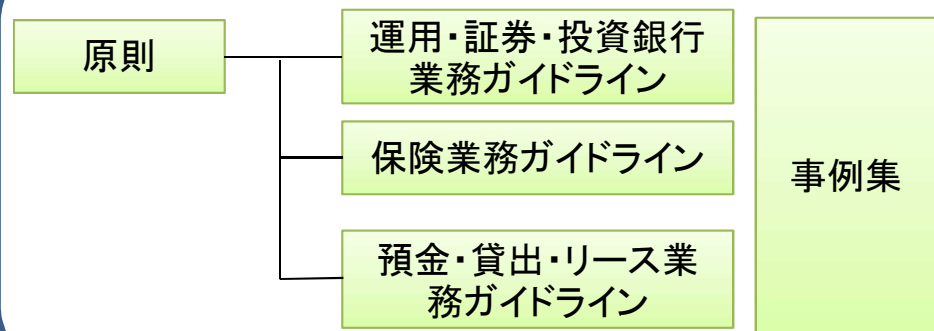 原則
運用・証券・投資銀行
業務ガイドライン
保険業務ガイドライン
預金・貸出・リース業
務ガイドライン
事例集